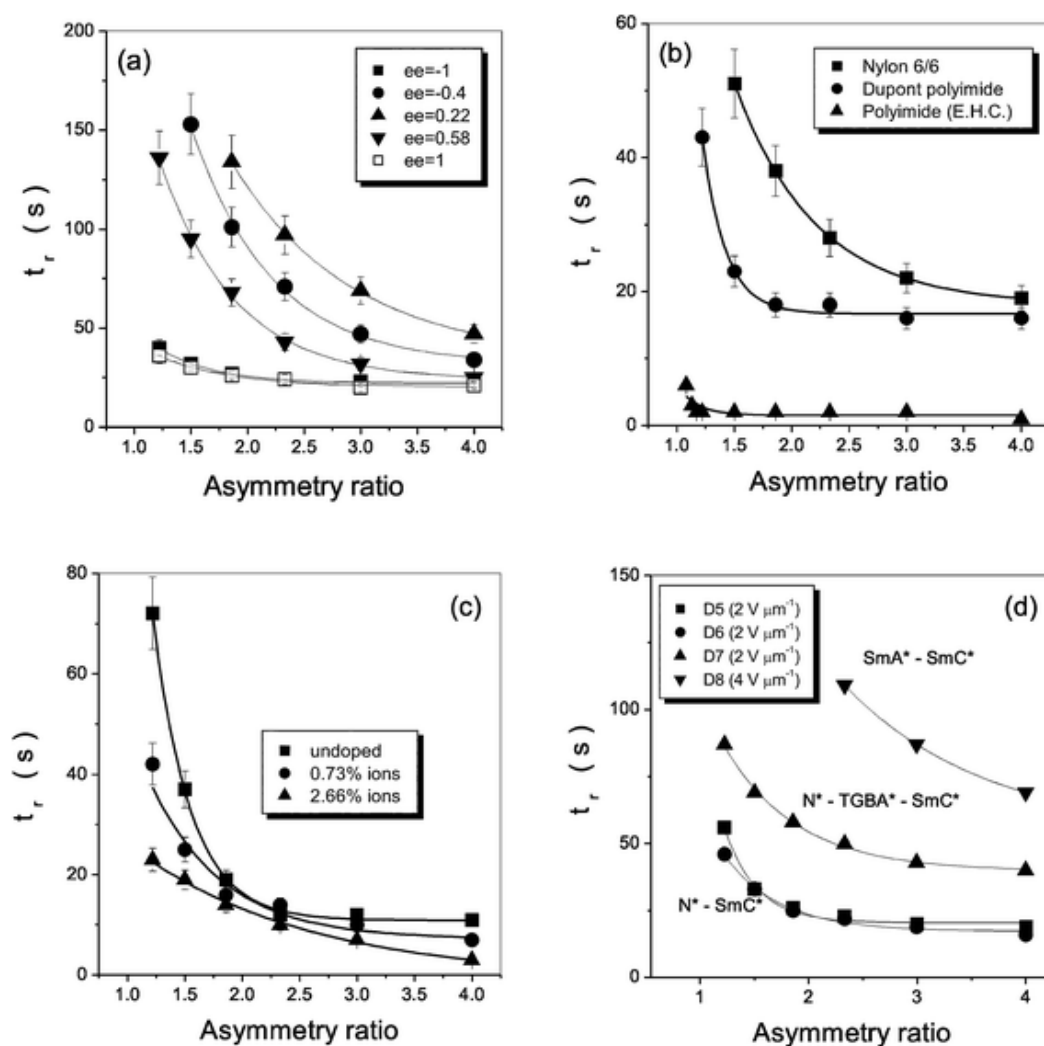 (a)
ee=-1
ee=-0.4
ee=0.22
ee=0.58
ee=1
200
150
100
50
0
1.0 1.5 2.0 2.5 3.0 3.5 4.0
t_r (s)
Asymmetry ratio
(b)
Nylon 6/6
Dupont polyimide
Polyimide (E.H.C.)
60
40
20
0
1.0 1.5 2.0 2.5 3.0 3.5 4.0
t_r (s)
Asymmetry ratio
(c)
undoped
0.73% ions
2.66% ions
80
60
40
20
0
1.0 1.5 2.0 2.5 3.0 3.5 4.0
t_r (s)
Asymmetry ratio
(d)
D5 (2 V μm⁻¹)
D6 (2 V μm⁻¹)
D7 (2 V μm⁻¹)
D8 (4 V μm⁻¹)
SmA* - SmC*
N* - TGBA* - SmC*
N* - SmC*
150
100
50
0
1 2 3 4
t_r (s)
Asymmetry ratio